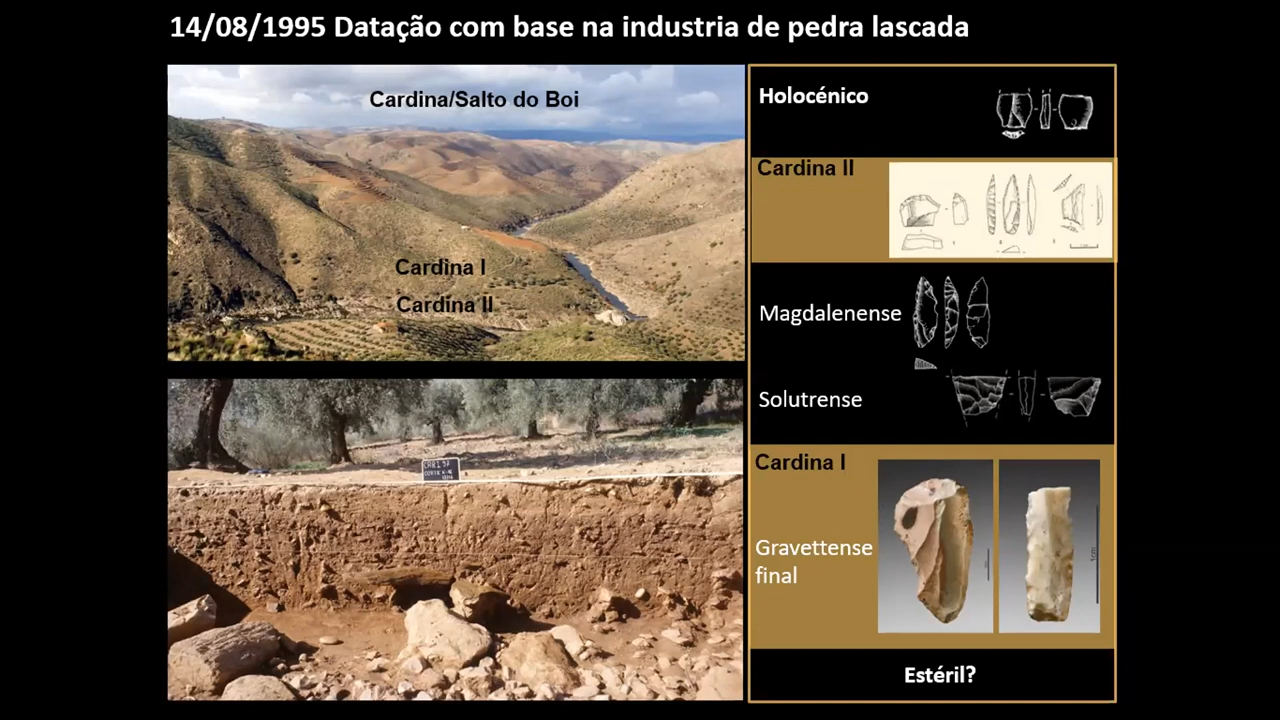 14/08/1995 Datação com base na industria de pedra lascada
Cardina/Salto do Boi
Cardina I
Cardina II
Holocénico
Cardina II
Magdalenense
Solutrense
Cardina I
Gravettense
final
Estéril?